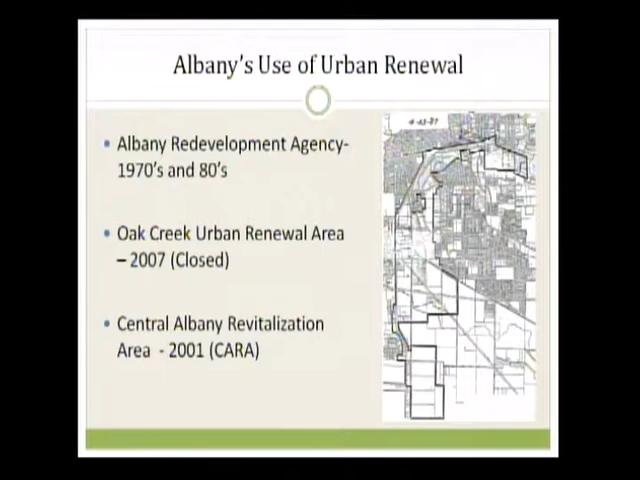 Albany's Use of Urban Renewal
• Albany Redevelopment Agency-
1970's and 80's
• Oak Creek Urban Renewal Area
– 2007 (Closed)
• Central Albany Revitalization
Area - 2001 (CARA)